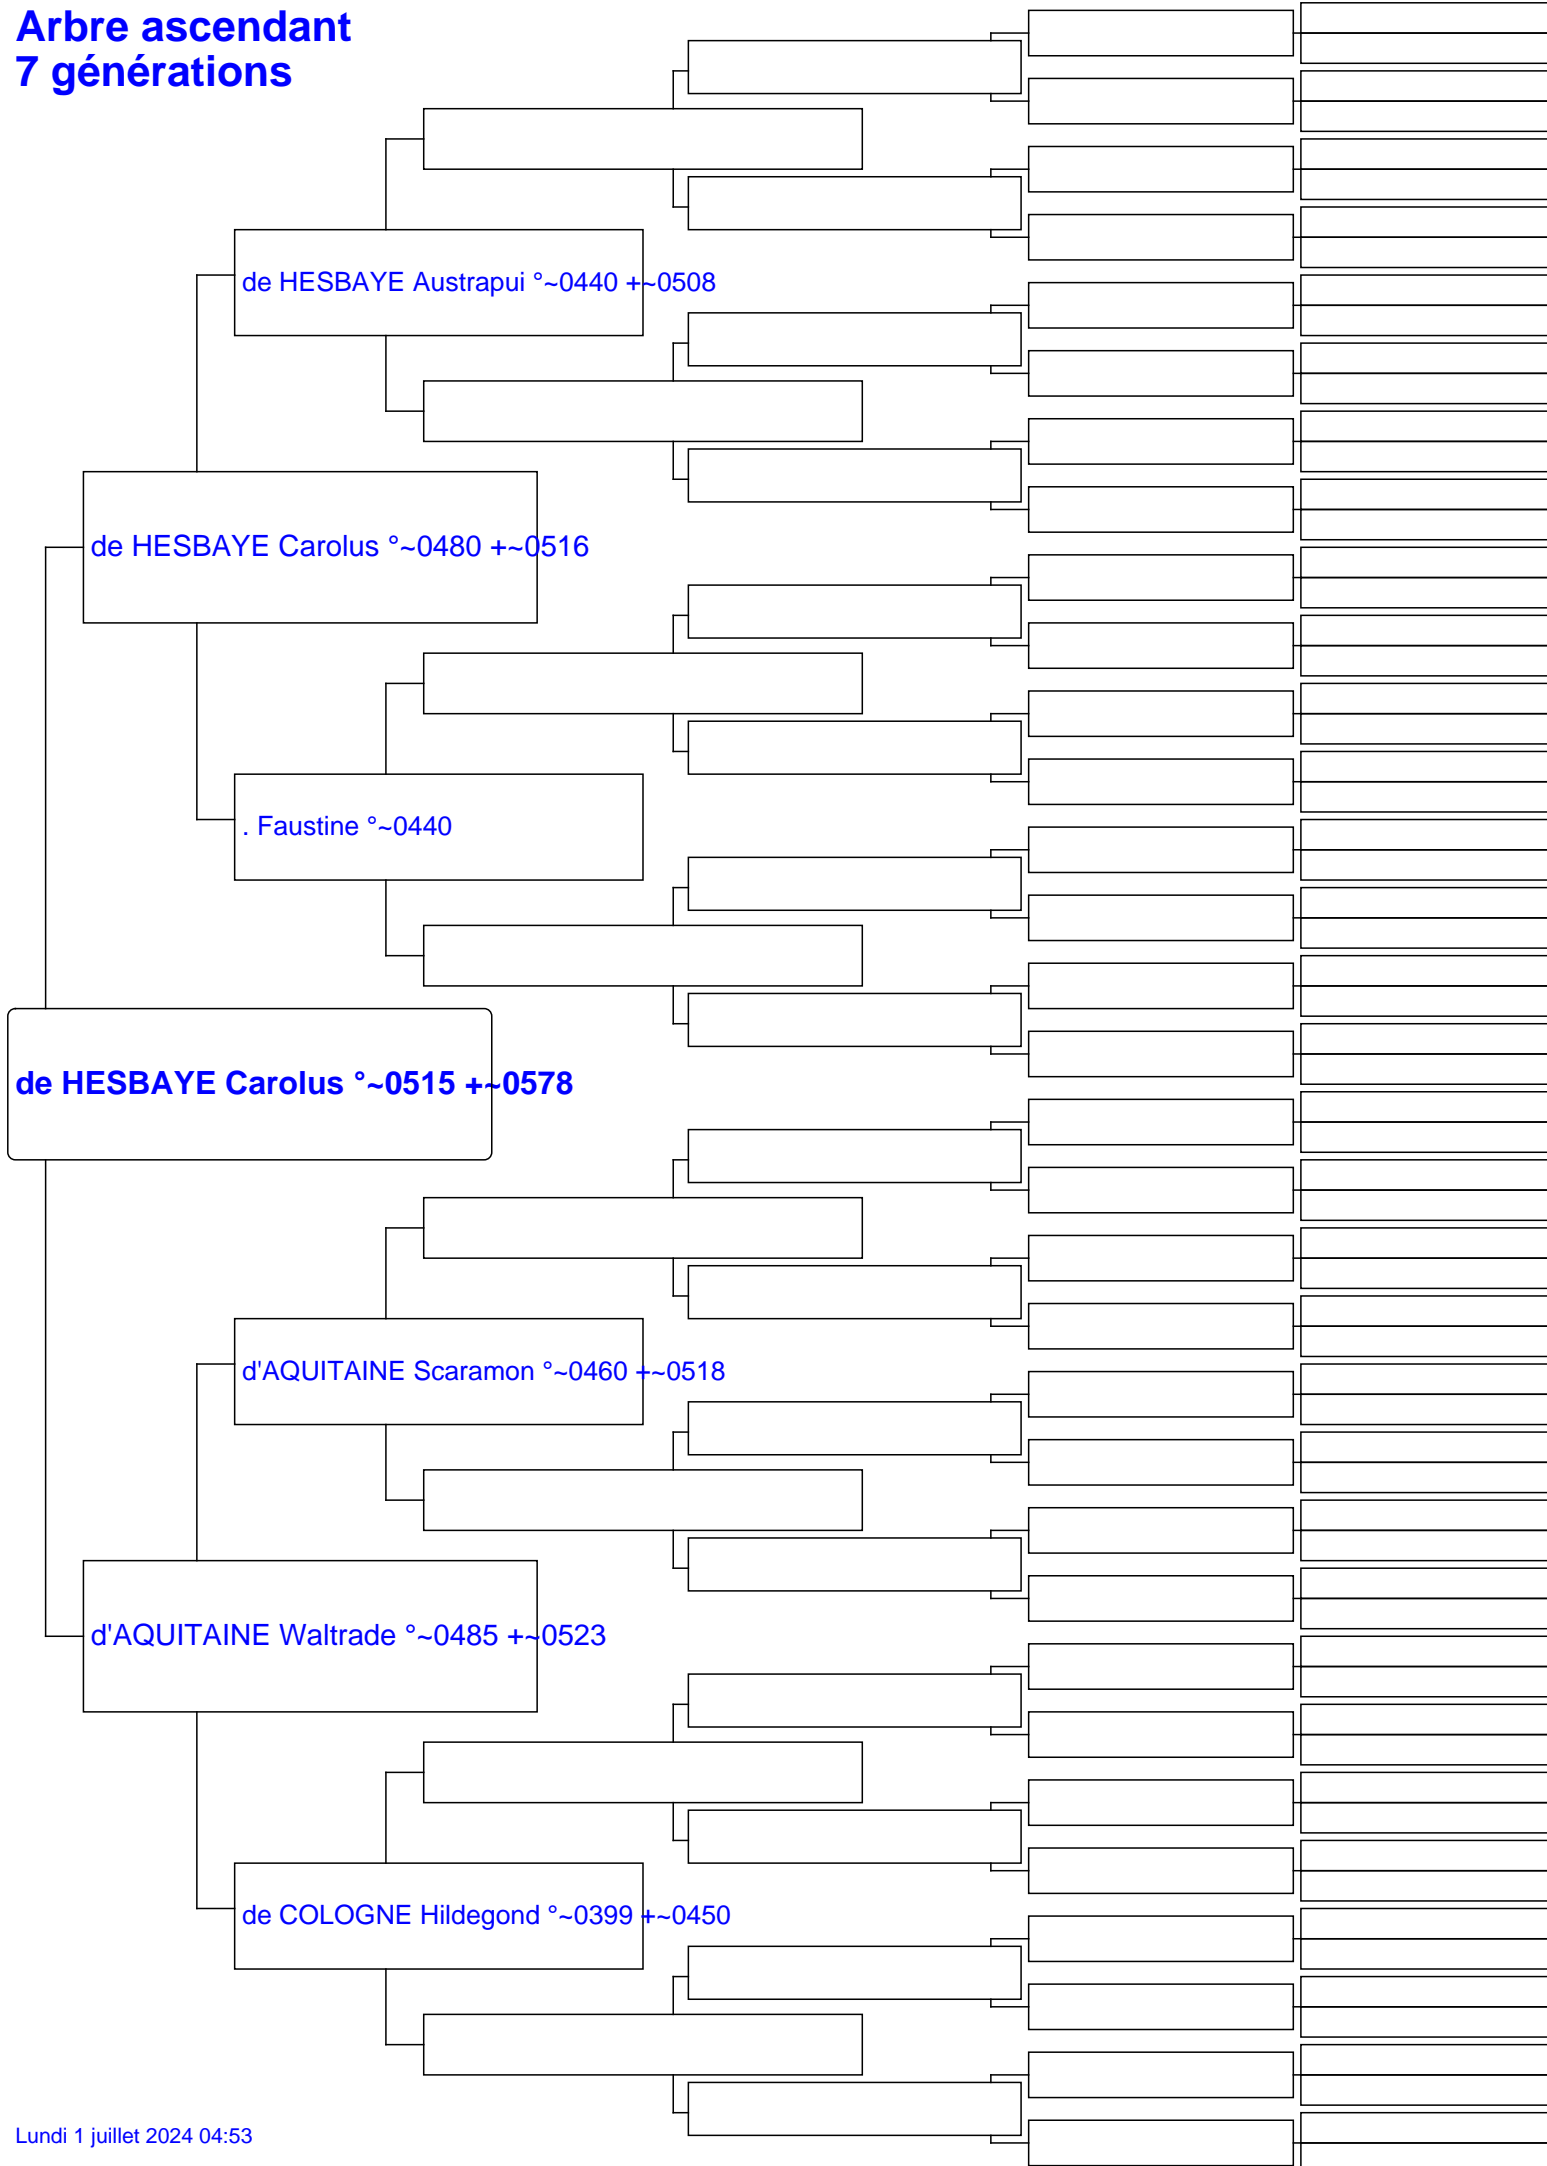 Arbre ascendant
7 générations
de HESBAYE Austrapui °~0440 +~0508
de HESBAYE Carolus °~0480 +~0516
. Faustine °~0440
de HESBAYE Carolus °~0515 +~0578
d'AQUITAINE Scaramon °~0460 +~0518
d'AQUITAINE Waltrade °~0485 +~0523
de COLOGNE Hildegond °~0399 +~0450
Lundi 1 juillet 2024 04:53